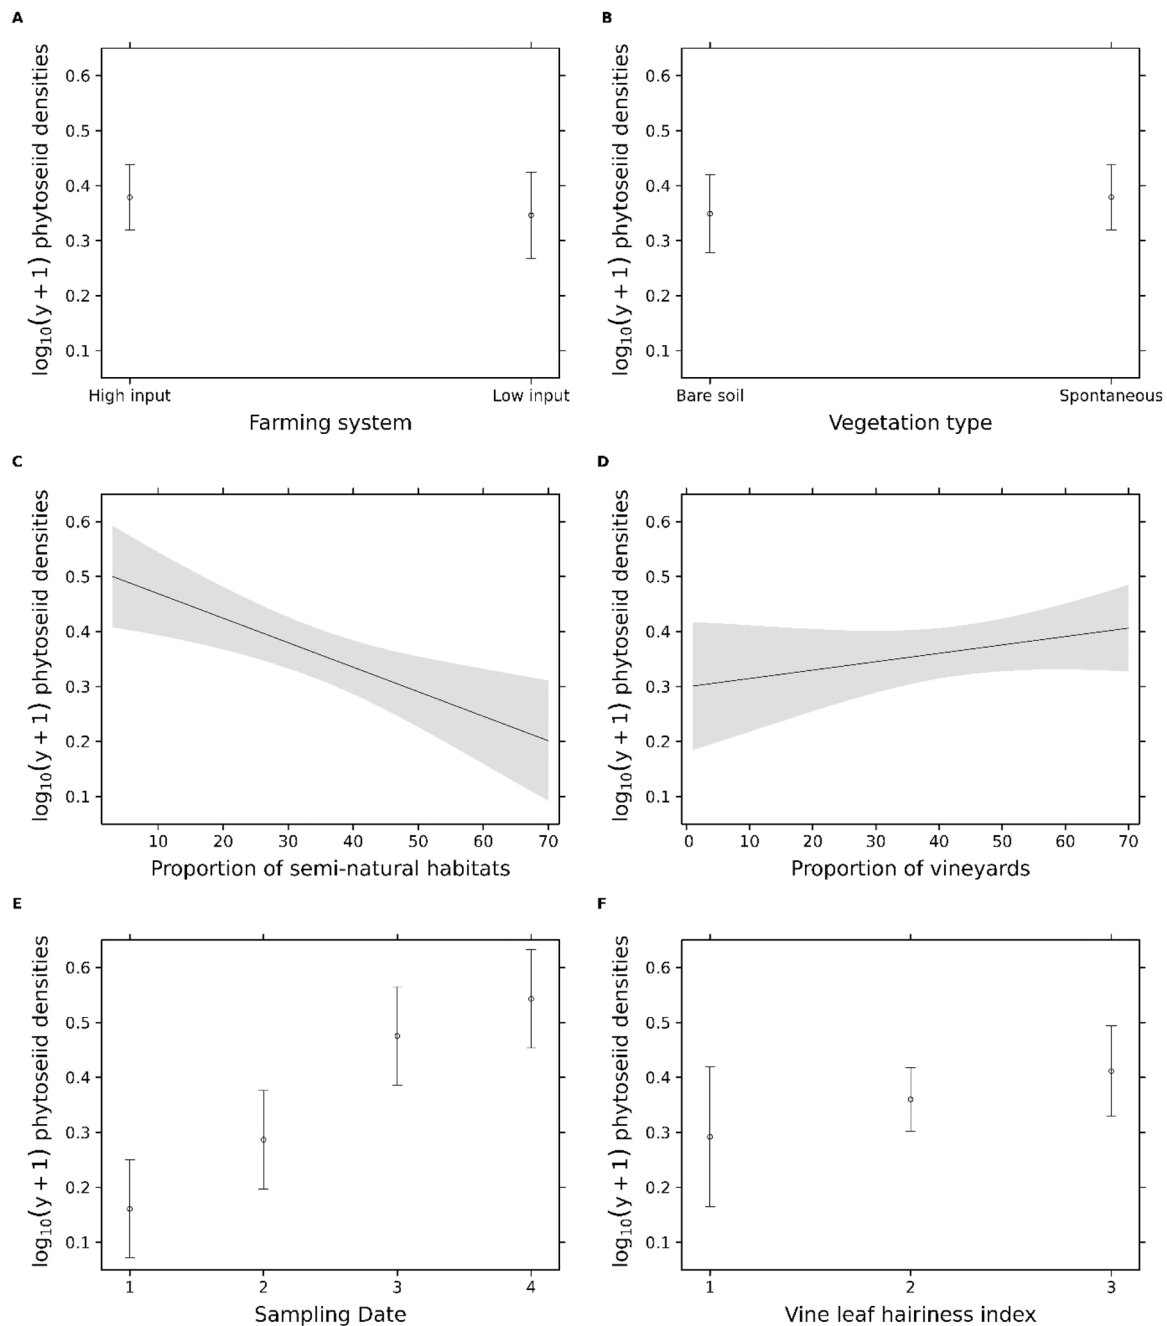 A
log10(y + 1) phytoseiid densities
0.6
0.5
0.4
0.3
0.2
0.1
High input
Low input
Farming system
B
log10(y + 1) phytoseiid densities
0.6
0.5
0.4
0.3
0.2
0.1
Bare soil
Spontaneous
Vegetation type
C
log10(y + 1) phytoseiid densities
0.6
0.5
0.4
0.3
0.2
0.1
10 20 30 40 50 60 70
Proportion of semi-natural habitats
D
log10(y + 1) phytoseiid densities
0.6
0.5
0.4
0.3
0.2
0.1
0 10 20 30 40 50 60 70
Proportion of vineyards
E
log10(y + 1) phytoseiid densities
0.6
0.5
0.4
0.3
0.2
0.1
1 2 3 4
Sampling Date
F
log10(y + 1) phytoseiid densities
0.6
0.5
0.4
0.3
0.2
0.1
1 2 3
Vine leaf hairiness index